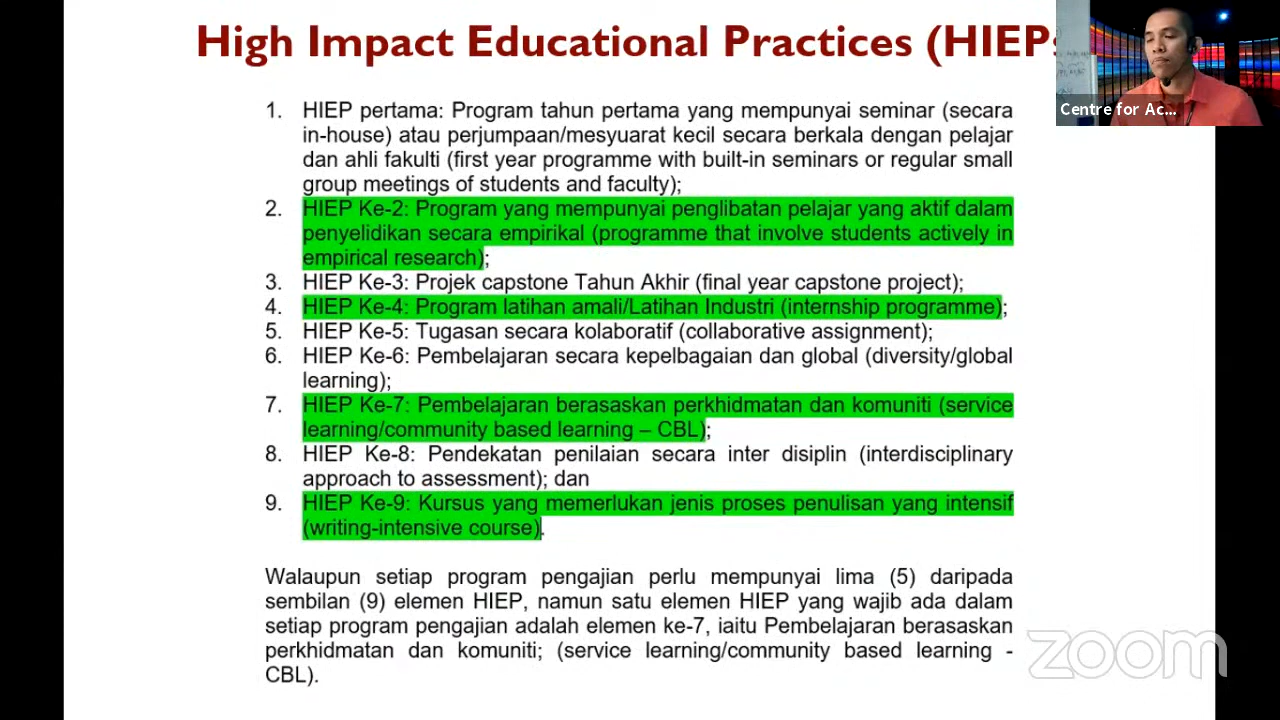 High Impact Educational Practices (HIEPs
Centre for Ac...
1. HIEP pertama: Program tahun pertama yang mempunyai seminar (secara
in-house) atau perjumpaan/mesyuarat kecil secara berkala dengan pelajar
dan ahli fakulti (first year programme with built-in seminars or regular small
group meetings of students and faculty);
2. HIEP Ke-2: Program yang mempunyai penglibatan pelajar yang aktif dalam
penyelidikan secara empirikal (programme that involve students actively in
empirical research);
3. HIEP Ke-3: Projek capstone Tahun Akhir (final year capstone project);
4. HIEP Ke-4: Program latihan amali/Latihan Industri (internship programme);
5. HIEP Ke-5: Tugasan secara kolaboratif (collaborative assignment);
6. HIEP Ke-6: Pembelajaran secara kepelbagaian dan global (diversity/global
learning);
7. HIEP Ke-7: Pembelajaran berasaskan perkhidmatan dan komuniti (service
learning/community based learning – CBL);
8. HIEP Ke-8: Pendekatan penilaian secara inter disiplin (interdisciplinary
approach to assessment); dan
9. HIEP Ke-9: Kursus yang memerlukan jenis proses penulisan yang intensif
(writing-intensive course).
Walaupun setiap program pengajian perlu mempunyai lima (5) daripada
sembilan (9) elemen HIEP, namun satu elemen HIEP yang wajib ada dalam
setiap program pengajian adalah elemen ke-7, iaitu Pembelajaran berasaskan
perkhidmatan dan komuniti; (service learning/community based learning -
CBL).
zoom